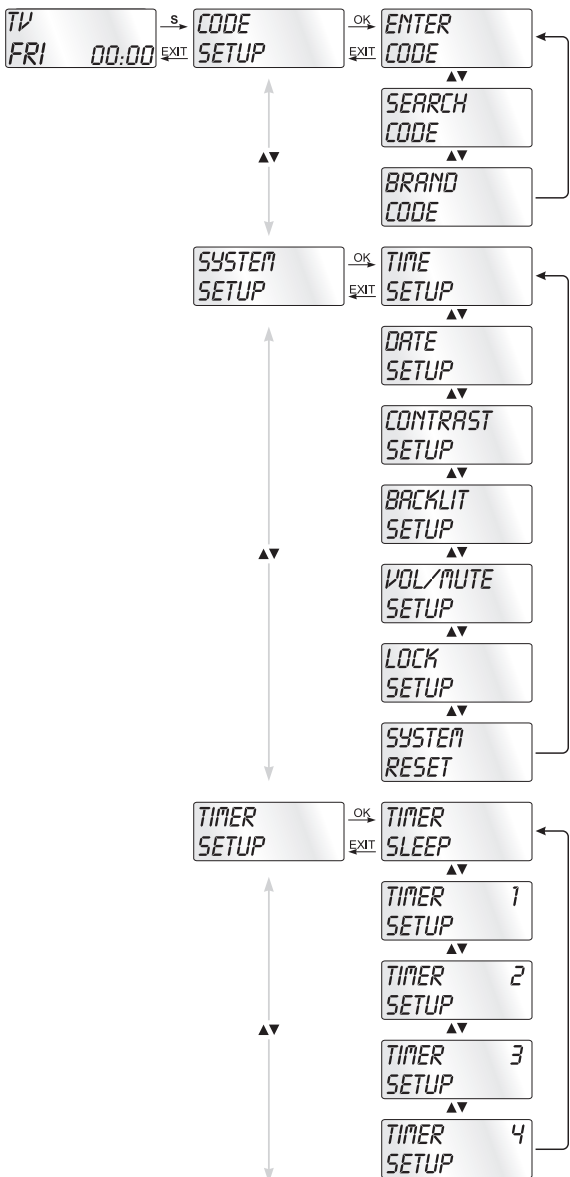 TV
FRI 00:00
S
EXIT
CODE
SETUP
OK
EXIT
ENTER
CODE
▲▼
SEARCH
CODE
▲▼
BRAND
CODE
▲▼
SYSTEM
SETUP
OK
EXIT
TIME
SETUP
▲▼
DATE
SETUP
▲▼
CONTRAST
SETUP
▲▼
BACKLIT
SETUP
▲▼
VOL/MUTE
SETUP
▲▼
LOCK
SETUP
▲▼
SYSTEM
RESET
▲▼
TIMER
SETUP
OK
EXIT
TIMER
SLEEP
▲▼
TIMER 1
SETUP
▲▼
TIMER 2
SETUP
▲▼
TIMER 3
SETUP
▲▼
TIMER 4
SETUP
▲▼